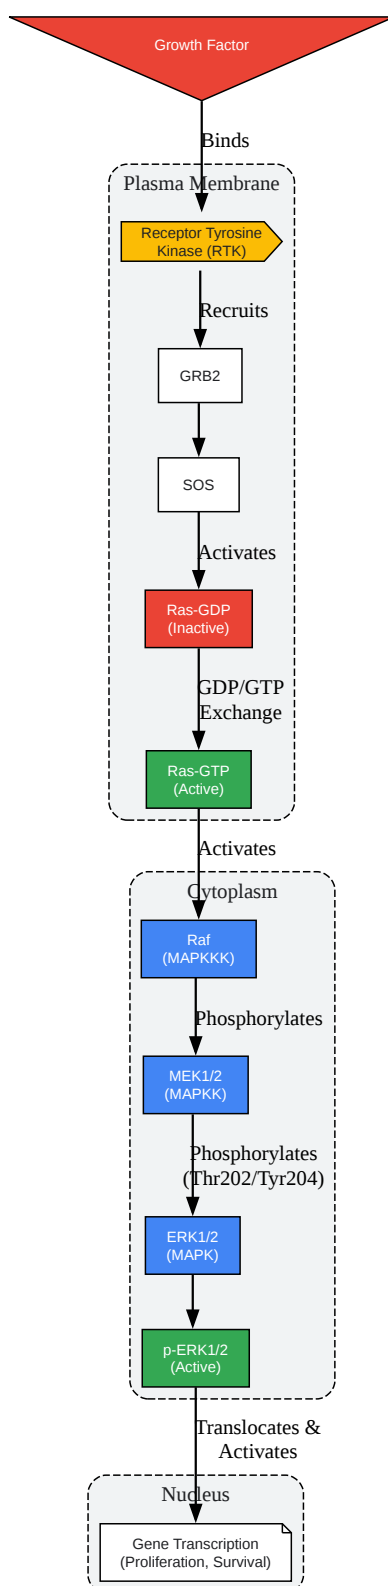 Growth Factor
Binds
Plasma Membrane
Receptor Tyrosine
Kinase (RTK)
Recruits
GRB2
SOS
Activates
Ras-GDP
(Inactive)
GDP/GTP
Exchange
Ras-GTP
(Active)
Activates
Cytoplasm
Raf
(MAPKKK)
Phosphorylates
MEK1/2
(MAPKK)
Phosphorylates
(Thr202/Tyr204)
ERK1/2
(MAPK)
p-ERK1/2
(Active)
Translocates &
Activates
Nucleus
Gene Transcription
(Proliferation, Survival)